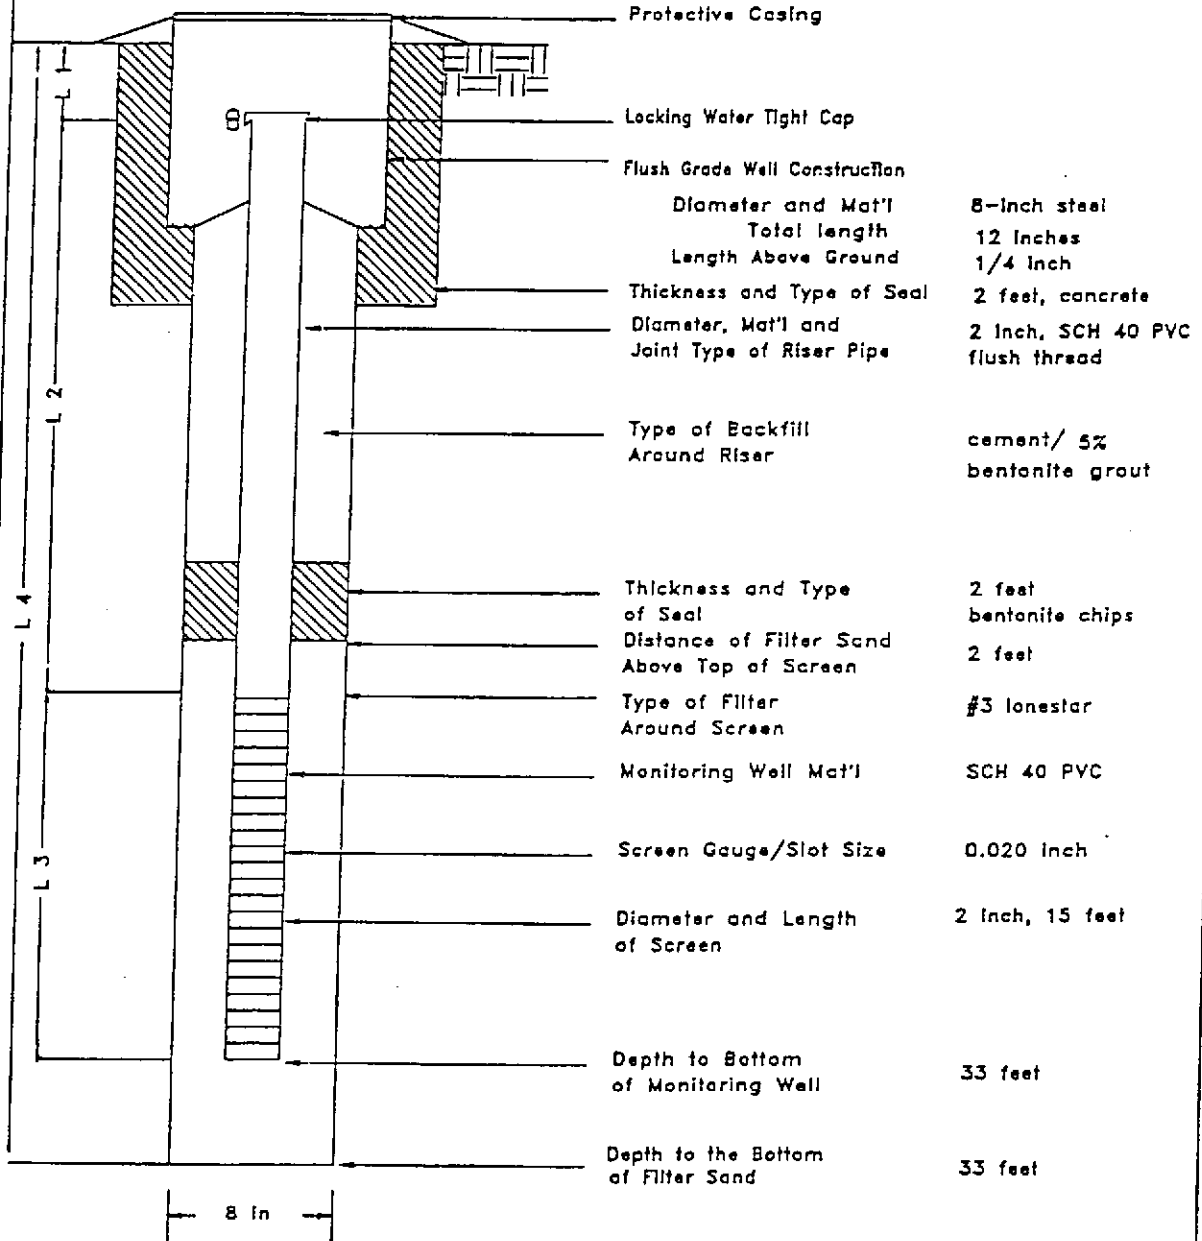 Protective Casing
L 1
Locking Water Tight Cap
Flush Grade Well Construction
Diameter and Mat'l 8-inch steel
Total length 12 Inches
Length Above Ground 1/4 Inch
Thickness and Type of Seal 2 feet, concrete
Diameter, Mat'l and 2 Inch, SCH 40 PVC
Joint Type of Riser Pipe flush thread
L 2
Type of Backfill cement/ 5%
Around Riser bentonite grout
Thickness and Type 2 feet
of Seal bentonite chips
L 4
Distance of Filter Sand
Above Top of Screen 2 feet
Type of Filter #3 lonestar
Around Screen
Monitoring Well Mat'l SCH 40 PVC
L 3
Screen Gauge/Slot Size 0.020 inch
Diameter and Length 2 Inch, 15 feet
of Screen
Depth to Bottom
of Monitoring Well 33 feet
Depth to the Bottom
of Filter Sand 33 feet
8 in